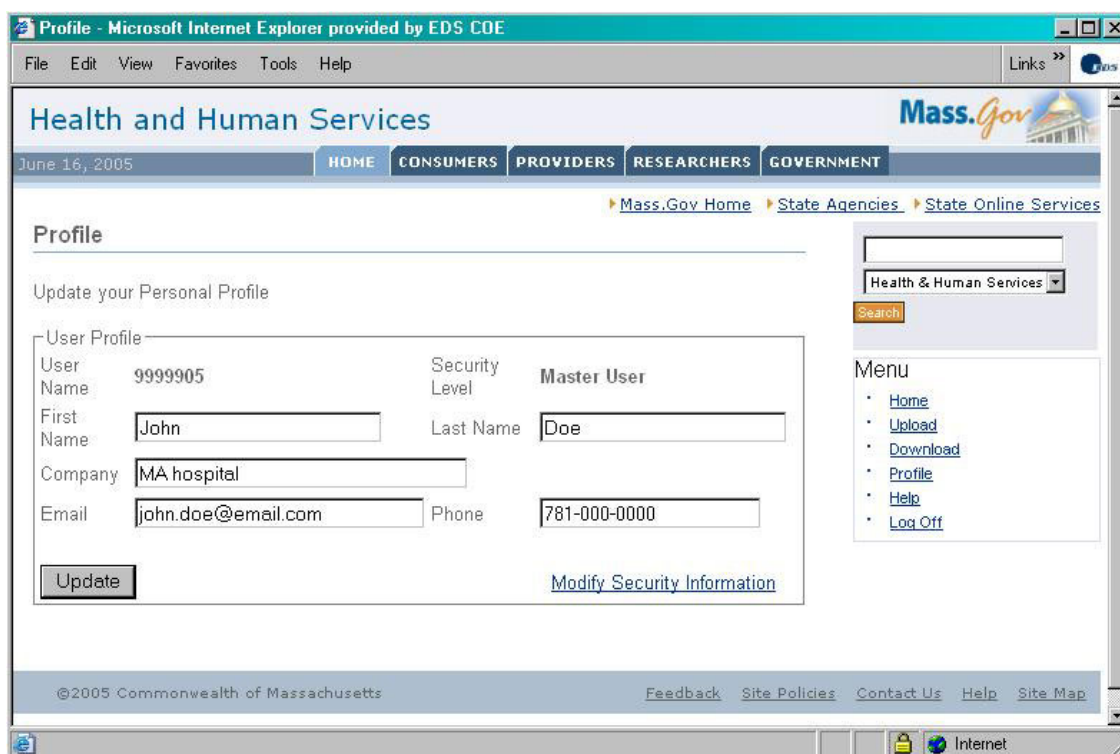 Profile - Microsoft Internet Explorer provided by EDS COE
File Edit View Favorites Tools Help Links »
Health and Human Services
Mass.Gov
June 16, 2005
HOME CONSUMERS PROVIDERS RESEARCHERS GOVERNMENT
Mass.Gov Home State Agencies State Online Services
Profile
Update your Personal Profile
User Profile
User Name 9999905 Security Level Master User
First Name John Last Name Doe
Company MA hospital
Email john.doe@email.com Phone 781-000-0000
Update Modify Security Information
Health & Human Services
Search
Menu
Home
Upload
Download
Profile
Help
Log Off
©2005 Commonwealth of Massachusetts Feedback Site Policies Contact Us Help Site Map
Internet